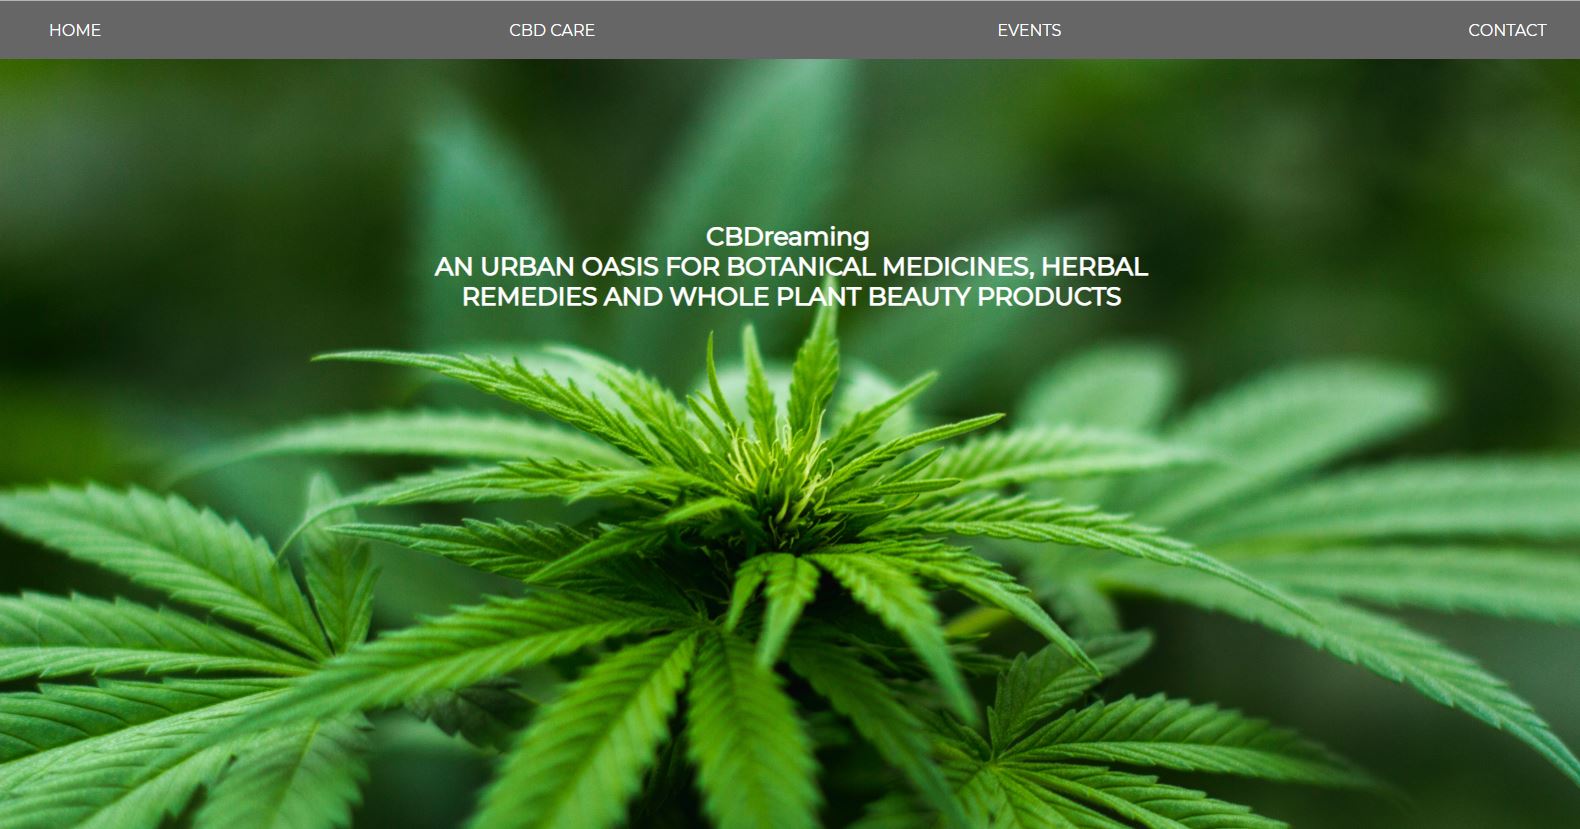 HOME
CBD CARE
EVENTS
CONTACT
CBDreaming
AN URBAN OASIS FOR BOTANICAL MEDICINES, HERBAL
REMEDIES AND WHOLE PLANT BEAUTY PRODUCTS